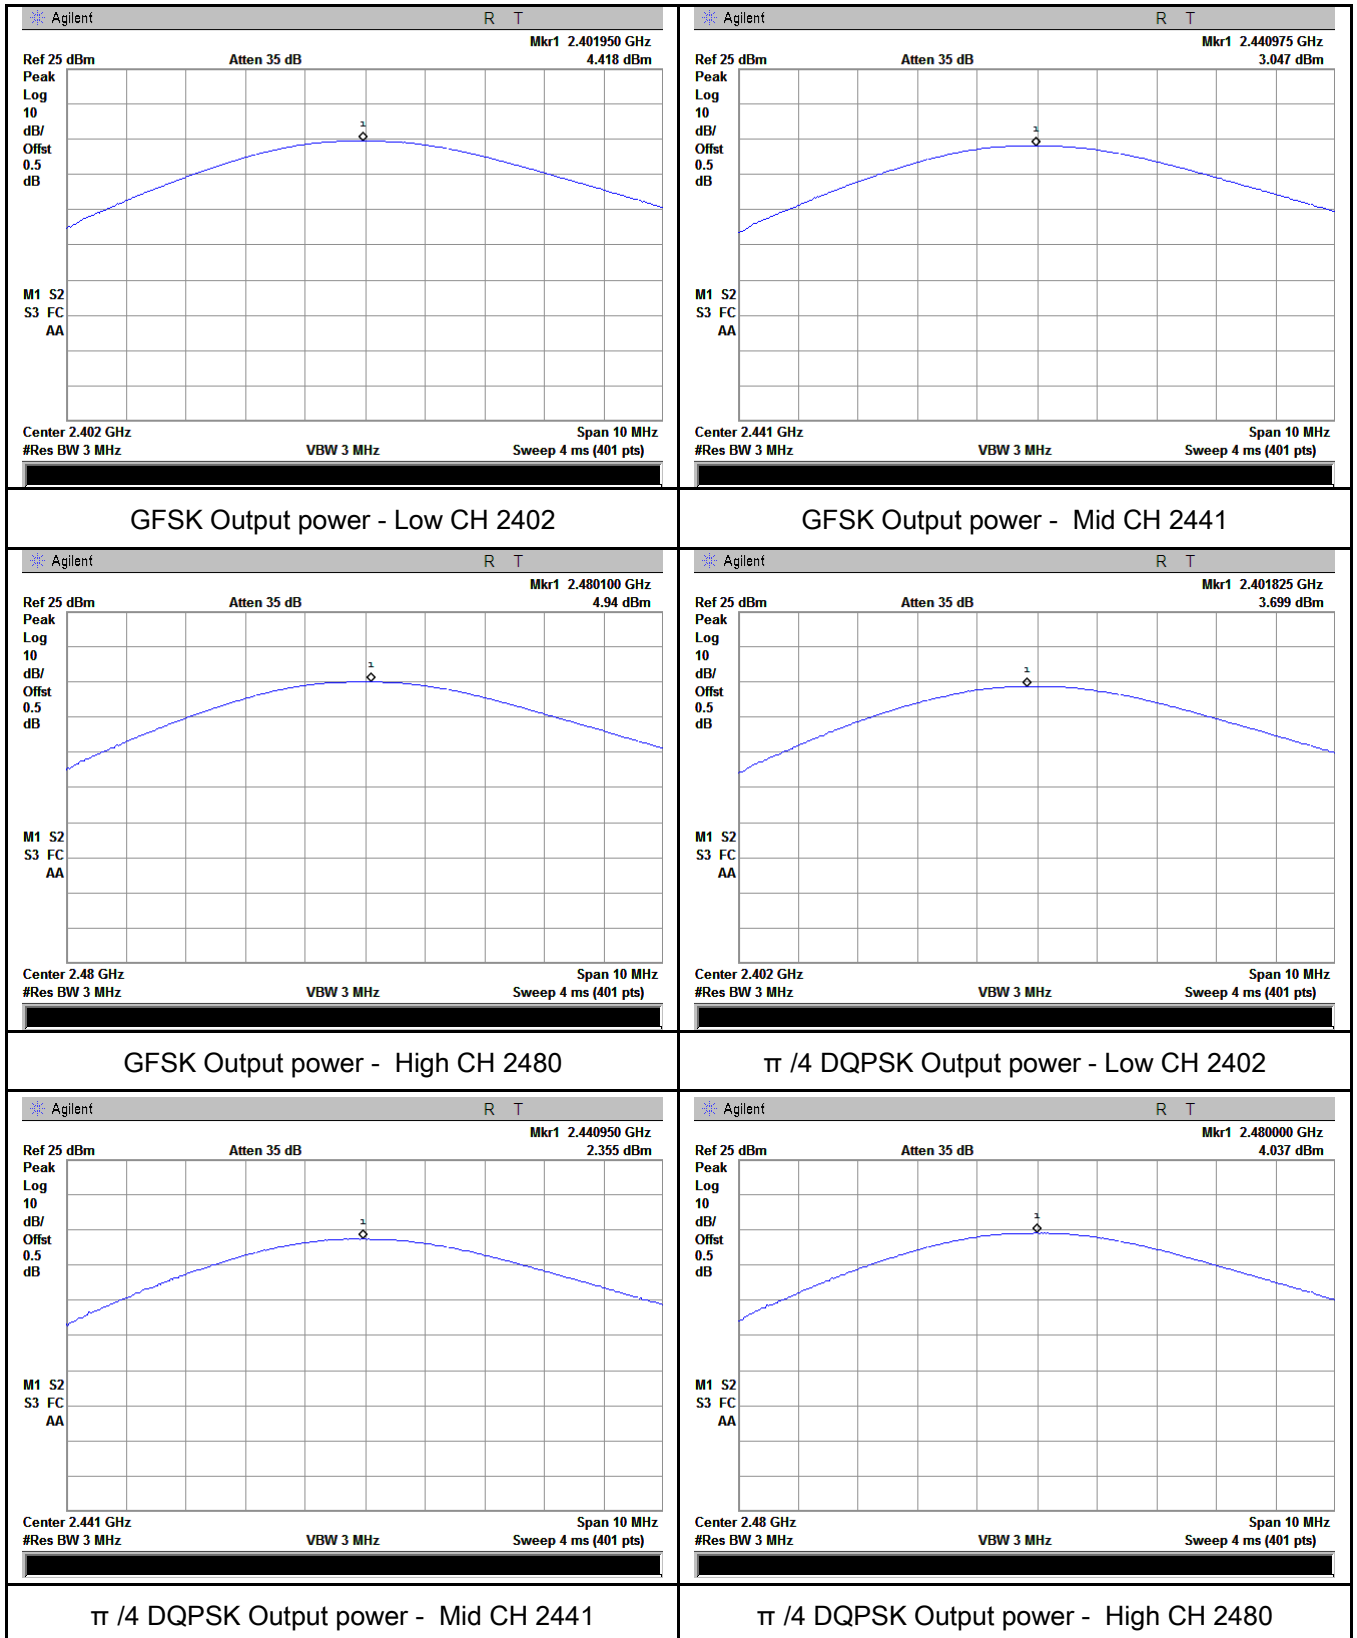 Agilent R T
Mkr1 2.401950 GHz
Ref 25 dBm Atten 35 dB 4.418 dBm
Peak
Log
10
dB/
Offst
0.5
dB
1
M1 S2
S3 FC
AA
Center 2.402 GHz Span 10 MHz
#Res BW 3 MHz VBW 3 MHz Sweep 4 ms (401 pts)
GFSK Output power - Low CH 2402
Agilent R T
Mkr1 2.440975 GHz
Ref 25 dBm Atten 35 dB 3.047 dBm
Peak
Log
10
dB/
Offst
0.5
dB
1
M1 S2
S3 FC
AA
Center 2.441 GHz Span 10 MHz
#Res BW 3 MHz VBW 3 MHz Sweep 4 ms (401 pts)
GFSK Output power - Mid CH 2441
Agilent R T
Mkr1 2.480100 GHz
Ref 25 dBm Atten 35 dB 4.94 dBm
Peak
Log
10
dB/
Offst
0.5
dB
1
M1 S2
S3 FC
AA
Center 2.48 GHz Span 10 MHz
#Res BW 3 MHz VBW 3 MHz Sweep 4 ms (401 pts)
GFSK Output power - High CH 2480
Agilent R T
Mkr1 2.401825 GHz
Ref 25 dBm Atten 35 dB 3.699 dBm
Peak
Log
10
dB/
Offst
0.5
dB
1
M1 S2
S3 FC
AA
Center 2.402 GHz Span 10 MHz
#Res BW 3 MHz VBW 3 MHz Sweep 4 ms (401 pts)
π /4 DQPSK Output power - Low CH 2402
Agilent R T
Mkr1 2.440950 GHz
Ref 25 dBm Atten 35 dB 2.355 dBm
Peak
Log
10
dB/
Offst
0.5
dB
1
M1 S2
S3 FC
AA
Center 2.441 GHz Span 10 MHz
#Res BW 3 MHz VBW 3 MHz Sweep 4 ms (401 pts)
π /4 DQPSK Output power - Mid CH 2441
Agilent R T
Mkr1 2.480000 GHz
Ref 25 dBm Atten 35 dB 4.037 dBm
Peak
Log
10
dB/
Offst
0.5
dB
1
M1 S2
S3 FC
AA
Center 2.48 GHz Span 10 MHz
#Res BW 3 MHz VBW 3 MHz Sweep 4 ms (401 pts)
π /4 DQPSK Output power - High CH 2480